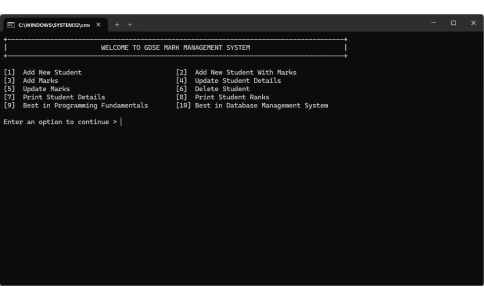 C:\WINDOWS\SYSTEM32\cmd.
WELCOME TO GDSE MARK MANAGEMENT SYSTEM
[1] Add New Student [2] Add New Student With Marks
[3] Add Marks [4] Update Student Details
[5] Update Marks [6] Delete Student
[7] Print Student Details [8] Print Student Ranks
[9] Best in Programming Fundamentals [10] Best in Database Management System
Enter an option to continue >